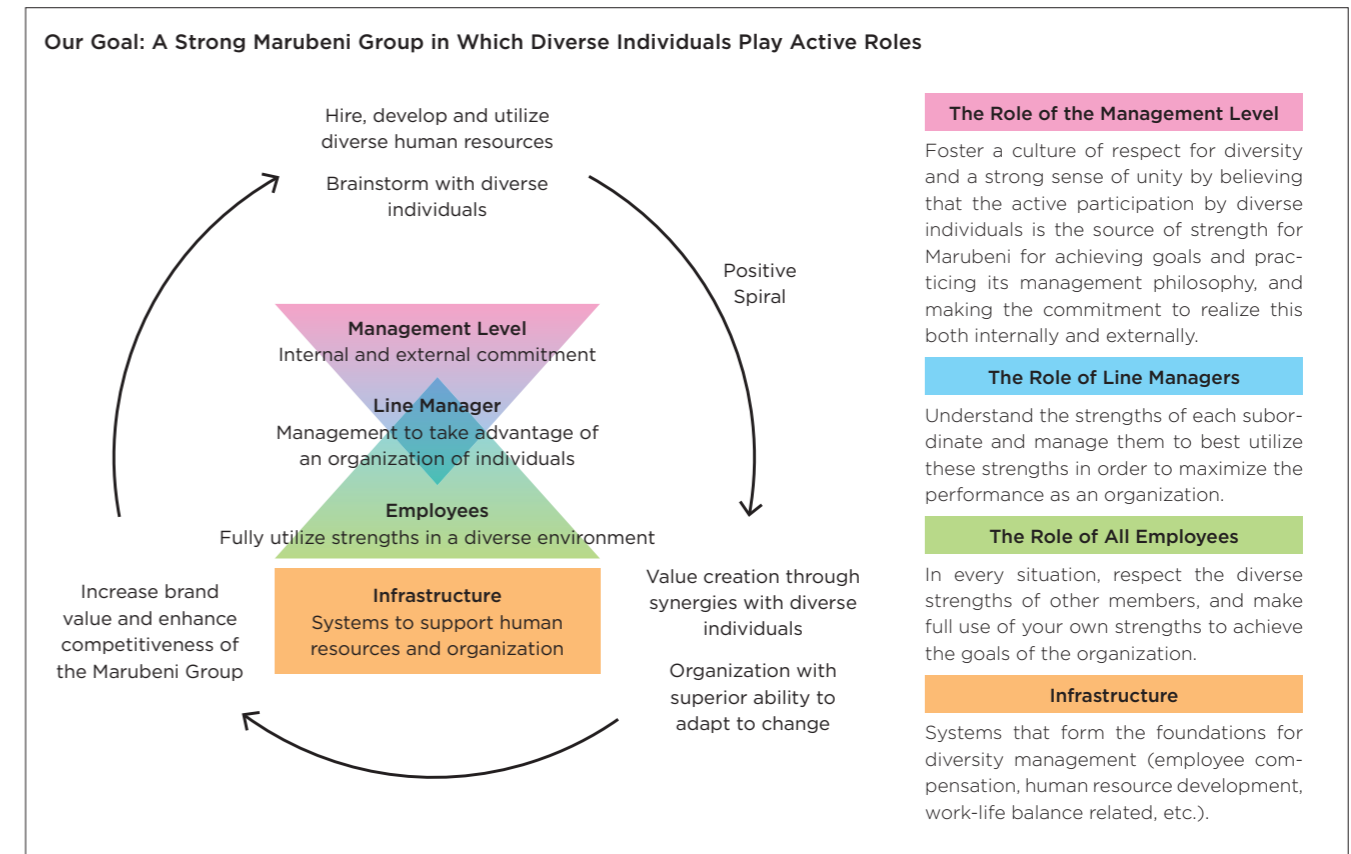 Our Goal: A Strong Marubeni Group in Which Diverse Individuals Play Active Roles
Hire, develop and utilize
diverse human resources
Brainstorm with diverse
individuals
Positive
Spiral
Management Level
Internal and external commitment
Line Manager
Management to take advantage of
an organization of individuals
Employees
Fully utilize strengths in a diverse environment
Infrastructure
Systems to support human
resources and organization
Value creation through
synergies with diverse
individuals
Organization with
superior ability to
adapt to change
Increase brand
value and enhance
competitiveness of
the Marubeni Group
The Role of the Management Level
Foster a culture of respect for diversity
and a strong sense of unity by believing
that the active participation by diverse
individuals is the source of strength for
Marubeni for achieving goals and prac-
ticing its management philosophy, and
making the commitment to realize this
both internally and externally.
The Role of Line Managers
Understand the strengths of each subor-
dinate and manage them to best utilize
these strengths in order to maximize the
performance as an organization.
The Role of All Employees
In every situation, respect the diverse
strengths of other members, and make
full use of your own strengths to achieve
the goals of the organization.
Infrastructure
Systems that form the foundations for
diversity management (employee com-
pensation, human resource development,
work-life balance related, etc.).